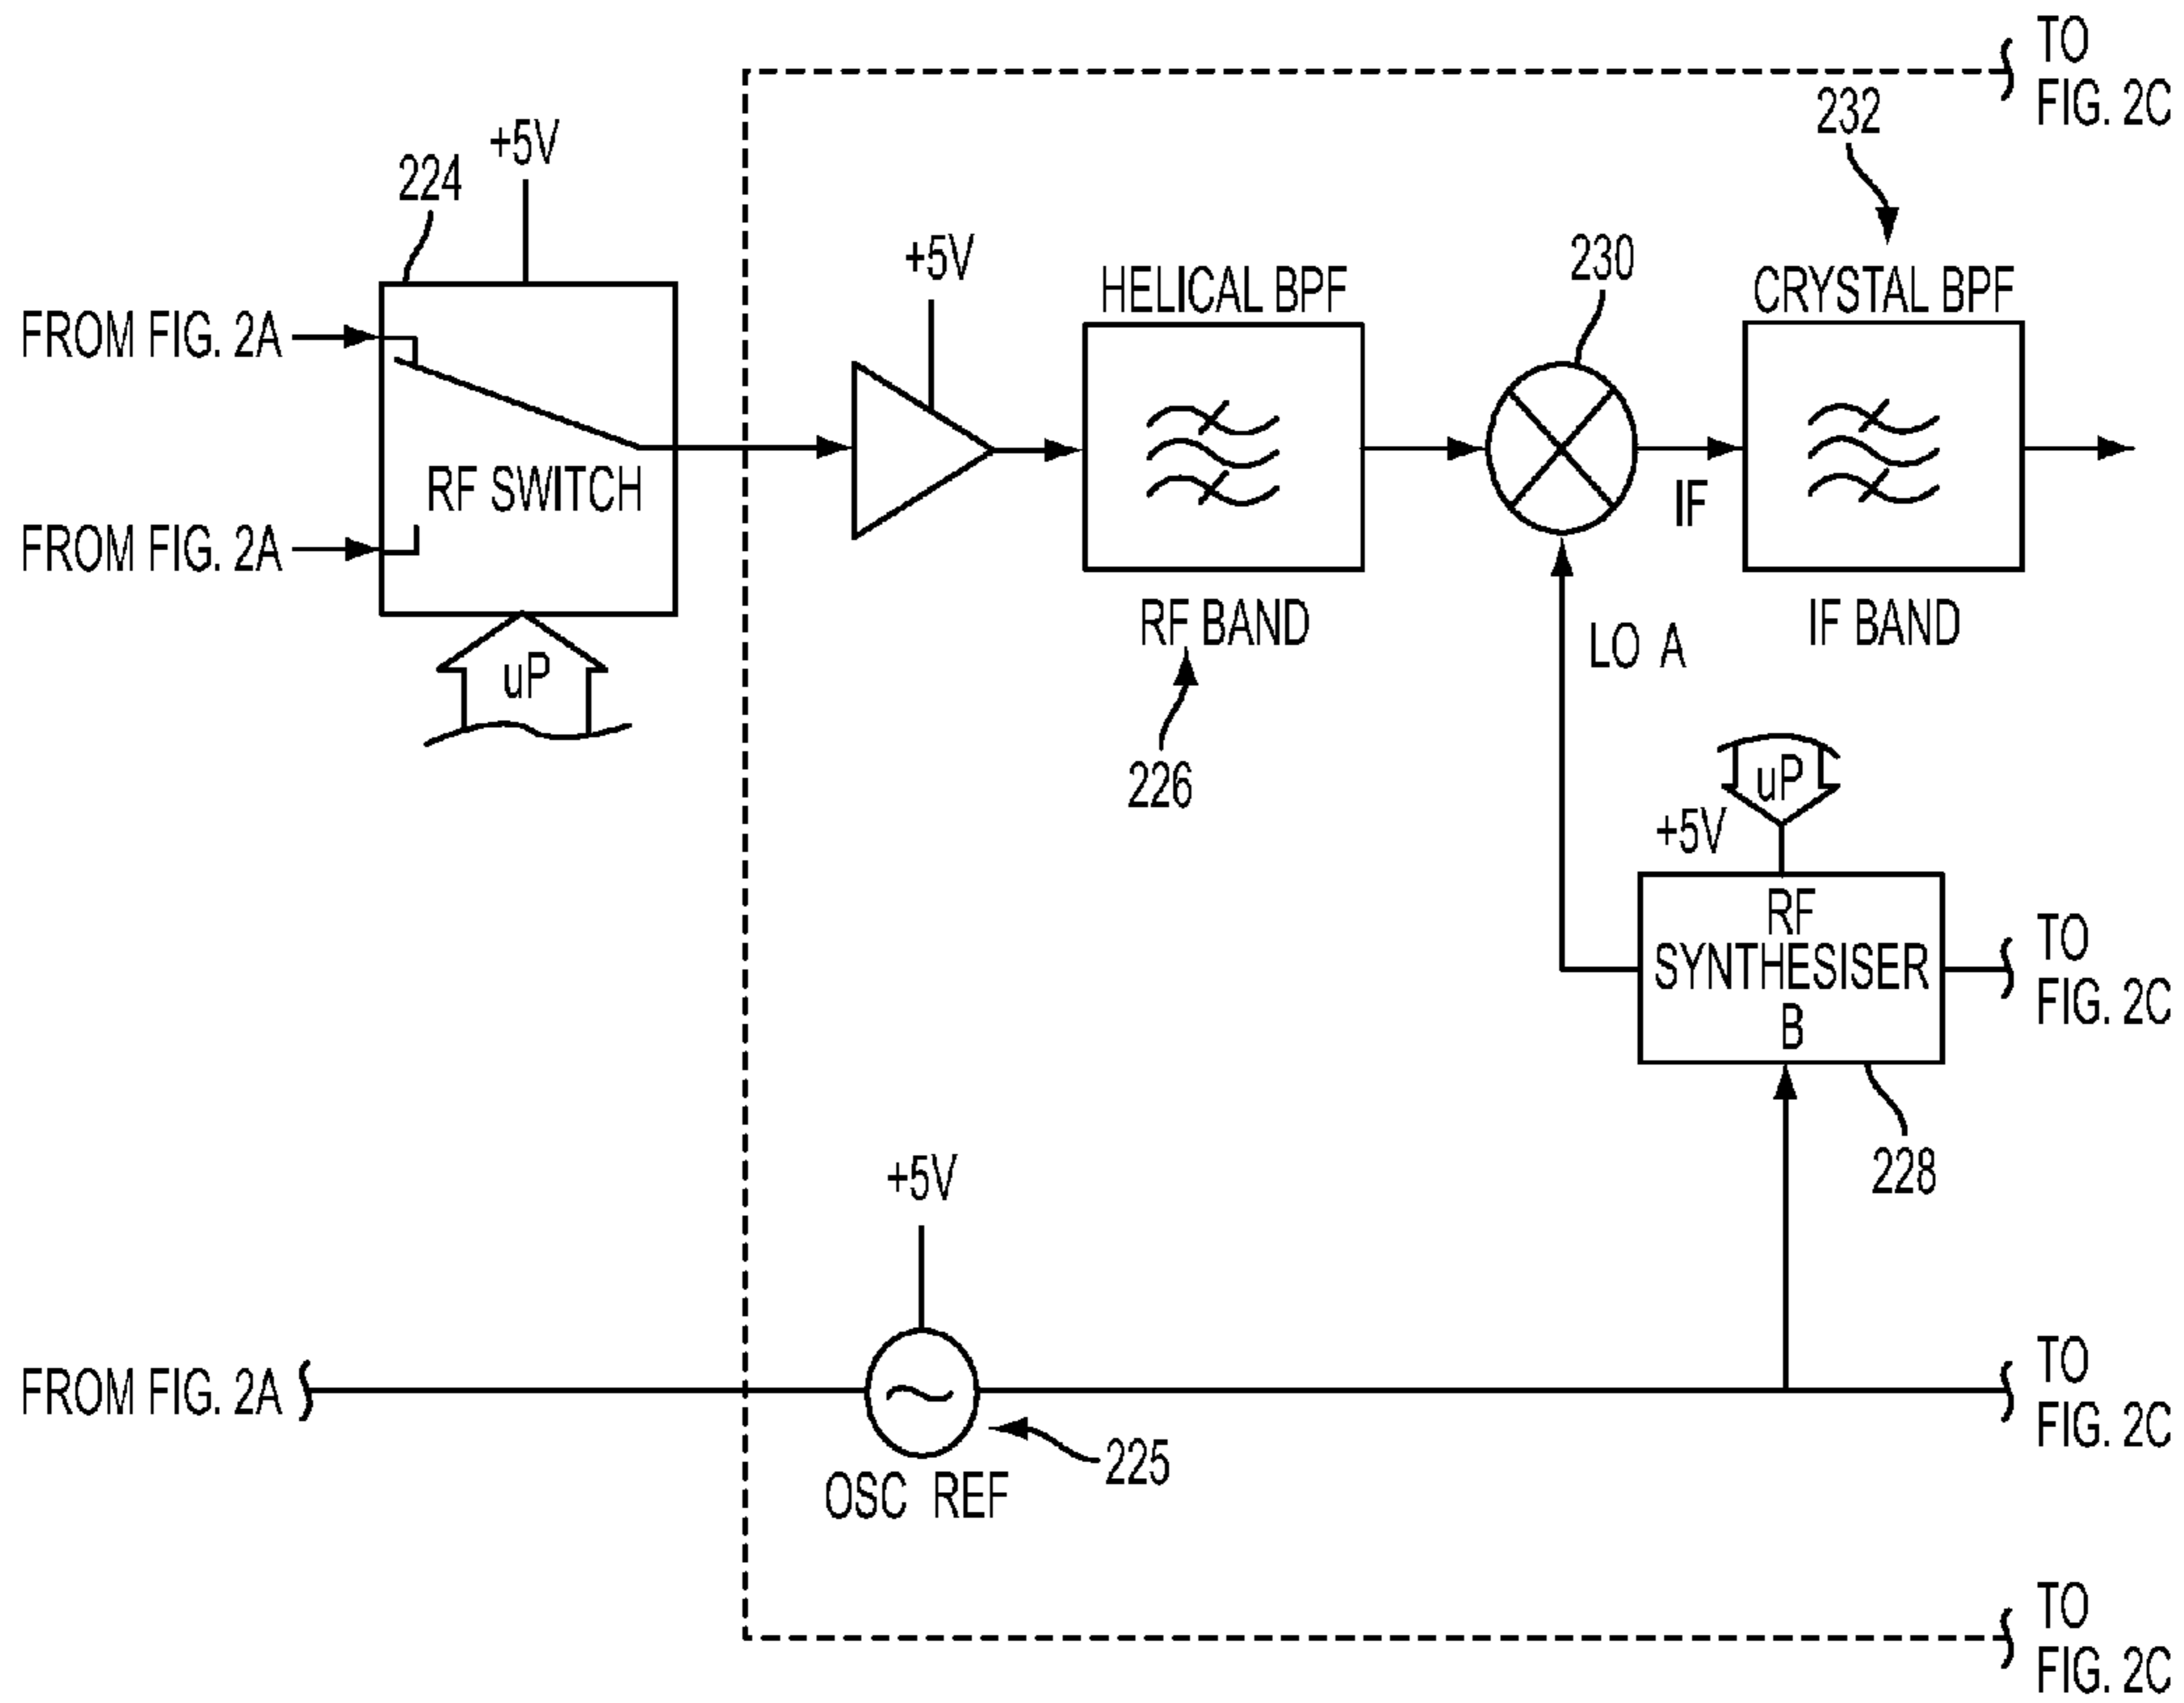 TO
FIG. 2C
232
+5V
224
+5V
230
HELICAL BPF
CRYSTAL BPF
FROM FIG. 2A
RF SWITCH
IF
FROM FIG. 2A
RF BAND
IF BAND
LO A
uP
226
uP
+5V
RF
SYNTHESISER
B
TO
FIG. 2C
228
+5V
TO
FIG. 2C
FROM FIG. 2A
225
OSC REF
TO
FIG. 2C